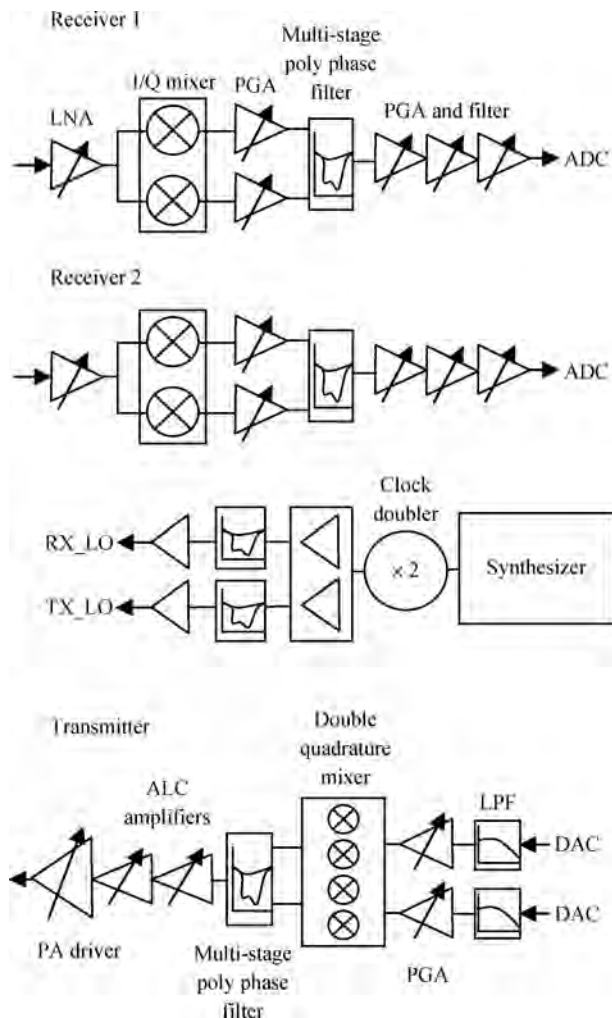 Receiver 1
Multi-stage
poly phase
filter
I/Q mixer
PGA
LNA
PGA and filter
ADC
Receiver 2
ADC
Clock
doubler
RX_LO
× 2
Synthesizer
TX_LO
Transmitter
Double
quadrature
mixer
ALC
amplifiers
LPF
DAC
DAC
PA driver
Multi-stage
poly phase
filter
PGA